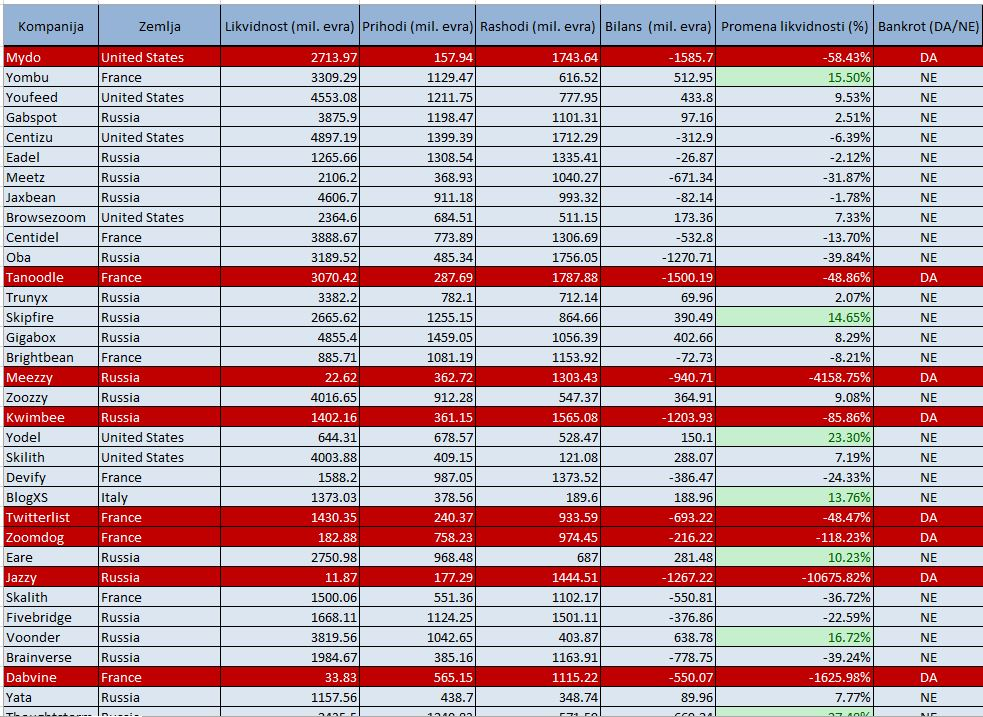 Kompanija Zemlja Likvidnost (mil. evra) Prihodi (mil. evra) Rashodi (mil. evra) Bilans (mil. evra) Promena likvidnosti (%) Bankrot (DA/NE)
Mydo United States 2713.97 157.94 1743.64 -1585.7 -58.43% DA
Yombu France 3309.29 1129.47 616.52 512.95 15.50% NE
Youfeed United States 4553.08 1211.75 777.95 433.8 9.53% NE
Gabspot Russia 3875.9 1198.47 1101.31 97.16 2.51% NE
Centizu United States 4897.19 1399.39 1712.29 -312.9 -6.39% NE
Eadel Russia 1265.66 1308.54 1335.41 -26.87 -2.12% NE
Meetz Russia 2106.2 368.93 1040.27 -671.34 -31.87% NE
Jaxbean Russia 4606.7 911.18 993.32 -82.14 -1.78% NE
Browsezoom United States 2364.6 684.51 511.15 173.36 7.33% NE
Centidel France 3888.67 773.89 1306.69 -532.8 -13.70% NE
Oba Russia 3189.52 485.34 1756.05 -1270.71 -39.84% NE
Tanoodle France 3070.42 287.69 1787.88 -1500.19 -48.86% DA
Trunyx Russia 3382.2 782.1 712.14 69.96 2.07% NE
Skipfire Russia 2665.62 1255.15 864.66 390.49 14.65% NE
Gigabox Russia 4855.4 1459.05 1056.39 402.66 8.29% NE
Brightbean France 885.71 1081.19 1153.92 -72.73 -8.21% NE
Meezzy Russia 22.62 362.72 1303.43 -940.71 -4158.75% DA
Zoozzy Russia 4016.65 912.28 547.37 364.91 9.08% NE
Kwimbee Russia 1402.16 361.15 1565.08 -1203.93 -85.86% DA
Yodel United States 644.31 678.57 528.47 150.1 23.30% NE
Skilith United States 4003.88 409.15 121.08 288.07 7.19% NE
Devify France 1588.2 987.05 1373.52 -386.47 -24.33% NE
BlogXS Italy 1373.03 378.56 189.6 188.96 13.76% NE
Twitterlist France 1430.35 240.37 933.59 -693.22 -48.47% DA
Zoomdog France 182.88 758.23 974.45 -216.22 -118.23% DA
Eare Russia 2750.98 968.48 687 281.48 10.23% NE
Jazzy Russia 11.87 177.29 1444.51 -1267.22 -10675.82% DA
Skalith France 1500.06 551.36 1102.17 -550.81 -36.72% NE
Fivebridge Russia 1668.11 1124.25 1501.11 -376.86 -22.59% NE
Voonder Russia 3819.56 1042.65 403.87 638.78 16.72% NE
Brainverse Russia 1984.67 385.16 1163.91 -778.75 -39.24% NE
Dabvine France 33.83 565.15 1115.22 -550.07 -1625.98% DA
Yata Russia 1157.56 438.7 348.74 89.96 7.77% NE